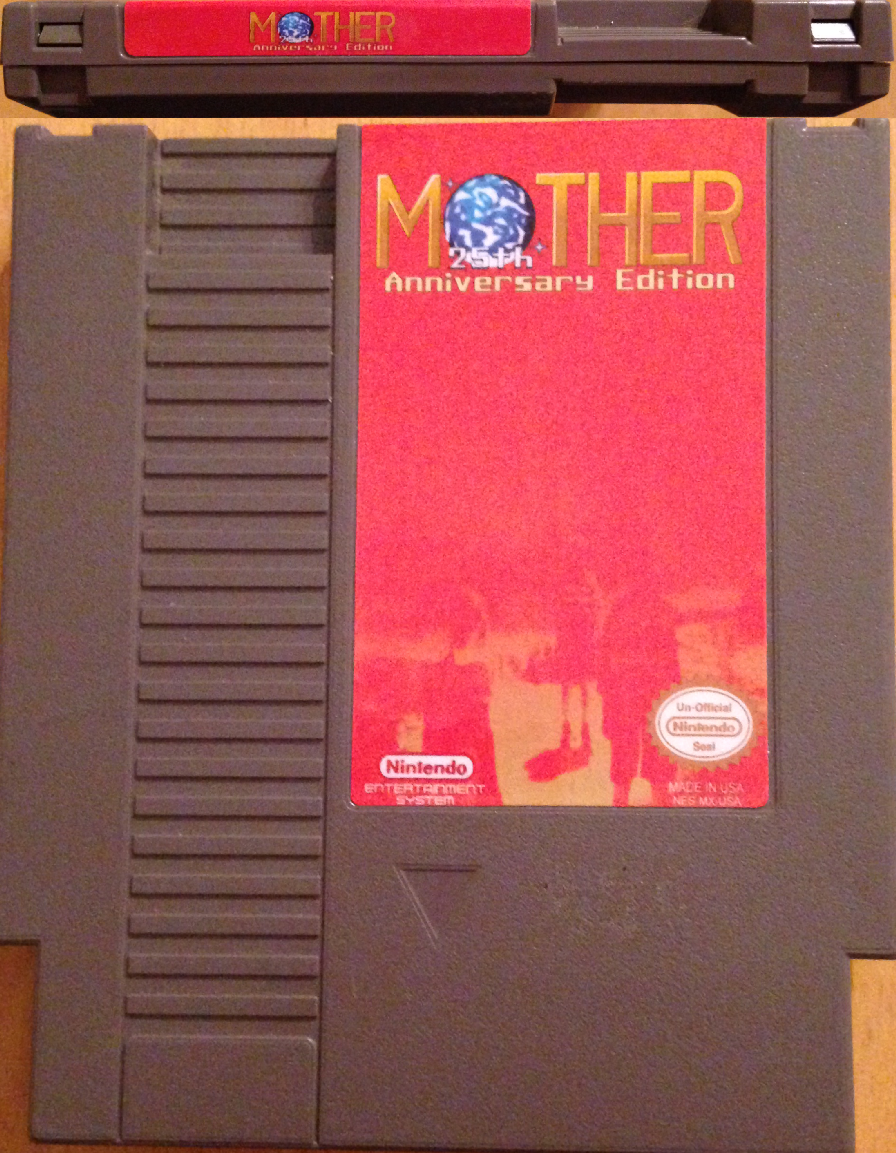 MOTHER
25th
Anniversary Edition
MOTHER
25th
Anniversary Edition
Un-Official
Nintendo
Seal
Nintendo
ENTERTAINMENT
SYSTEM
MADE IN USA
NES-MX-USA